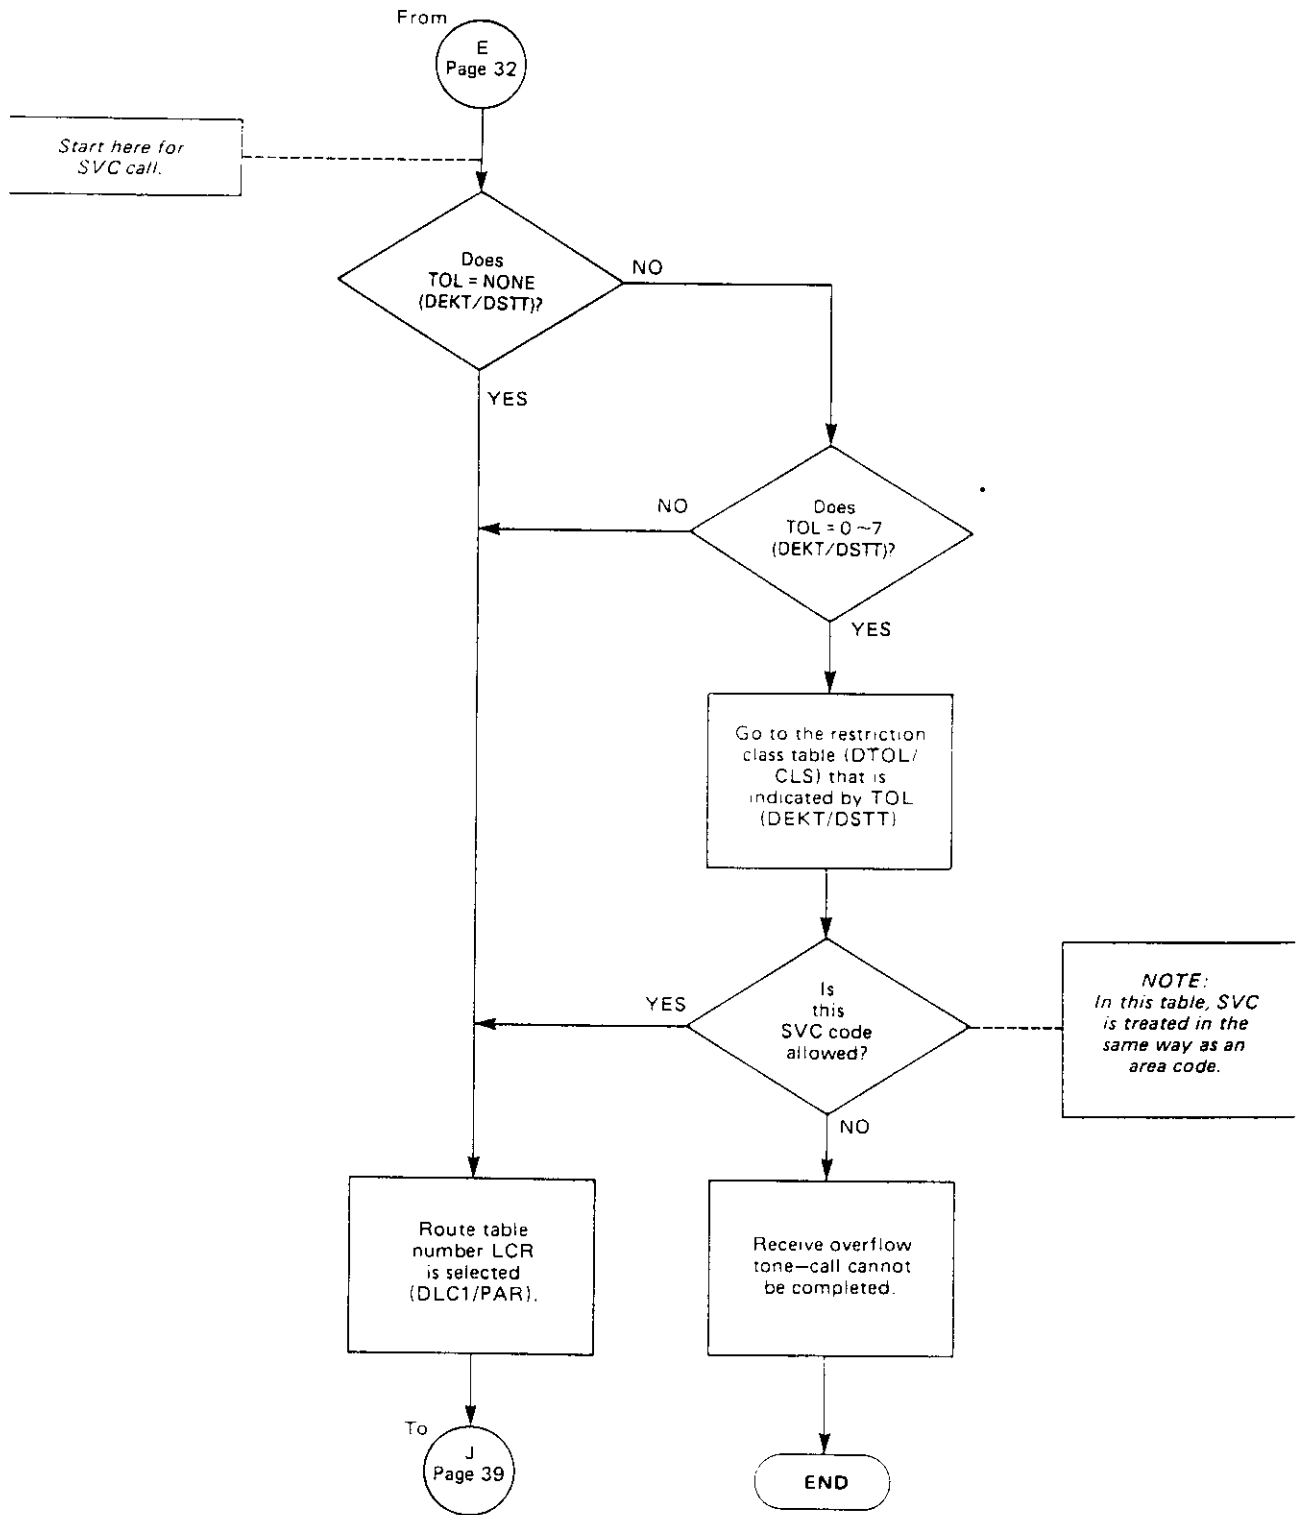 From
E
Page 32
Start here for
SVC call.
Does
TOL = NONE
(DEKT/DSTT)?
NO
YES
Does
TOL = 0 ~7
(DEKT/DSTT)?
NO
YES
Go to the restriction
class table (DTOL/
CLS) that is
indicated by TOL
(DEKT/DSTT)
Is
this
SVC code
allowed?
YES
NO
NOTE:
In this table, SVC
is treated in the
same way as an
area code.
Route table
number LCR
is selected
(DLC1/PAR).
Receive overflow
tone—call cannot
be completed.
To
J
Page 39
END